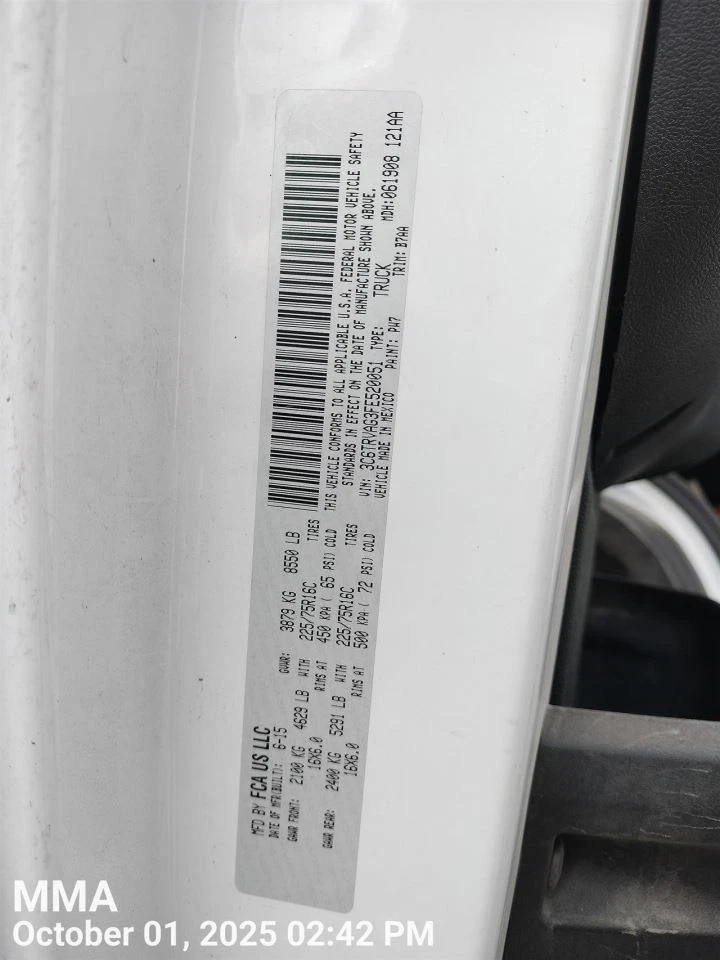 MFD BY FCA US LLC
DATE OF MFR(BUILT): 6-15 GVWR: 3879 KG 8550 LB
GAWR FRONT: 2100 KG 4629 LB WITH 225/75R16C TIRES
16X6.0 RIMS AT 450 KPA ( 65 PSI) COLD
GAWR REAR: 2400 KG 5291 LB WITH 225/75R16C TIRES
16X6.0 RIMS AT 500 KPA ( 72 PSI) COLD
THIS VEHICLE CONFORMS TO ALL APPLICABLE U.S.A. FEDERAL MOTOR VEHICLE SAFETY
STANDARDS IN EFFECT ON THE DATE OF MANUFACTURE SHOWN ABOVE.
VIN: 3C6TRVAG3FE520051 TYPE: TRUCK MDH:061908 121AA
VEHICLE MADE IN MEXICO PAINT: PW7 TRIM: B7AA
MMA
October 01, 2025 02:42 PM